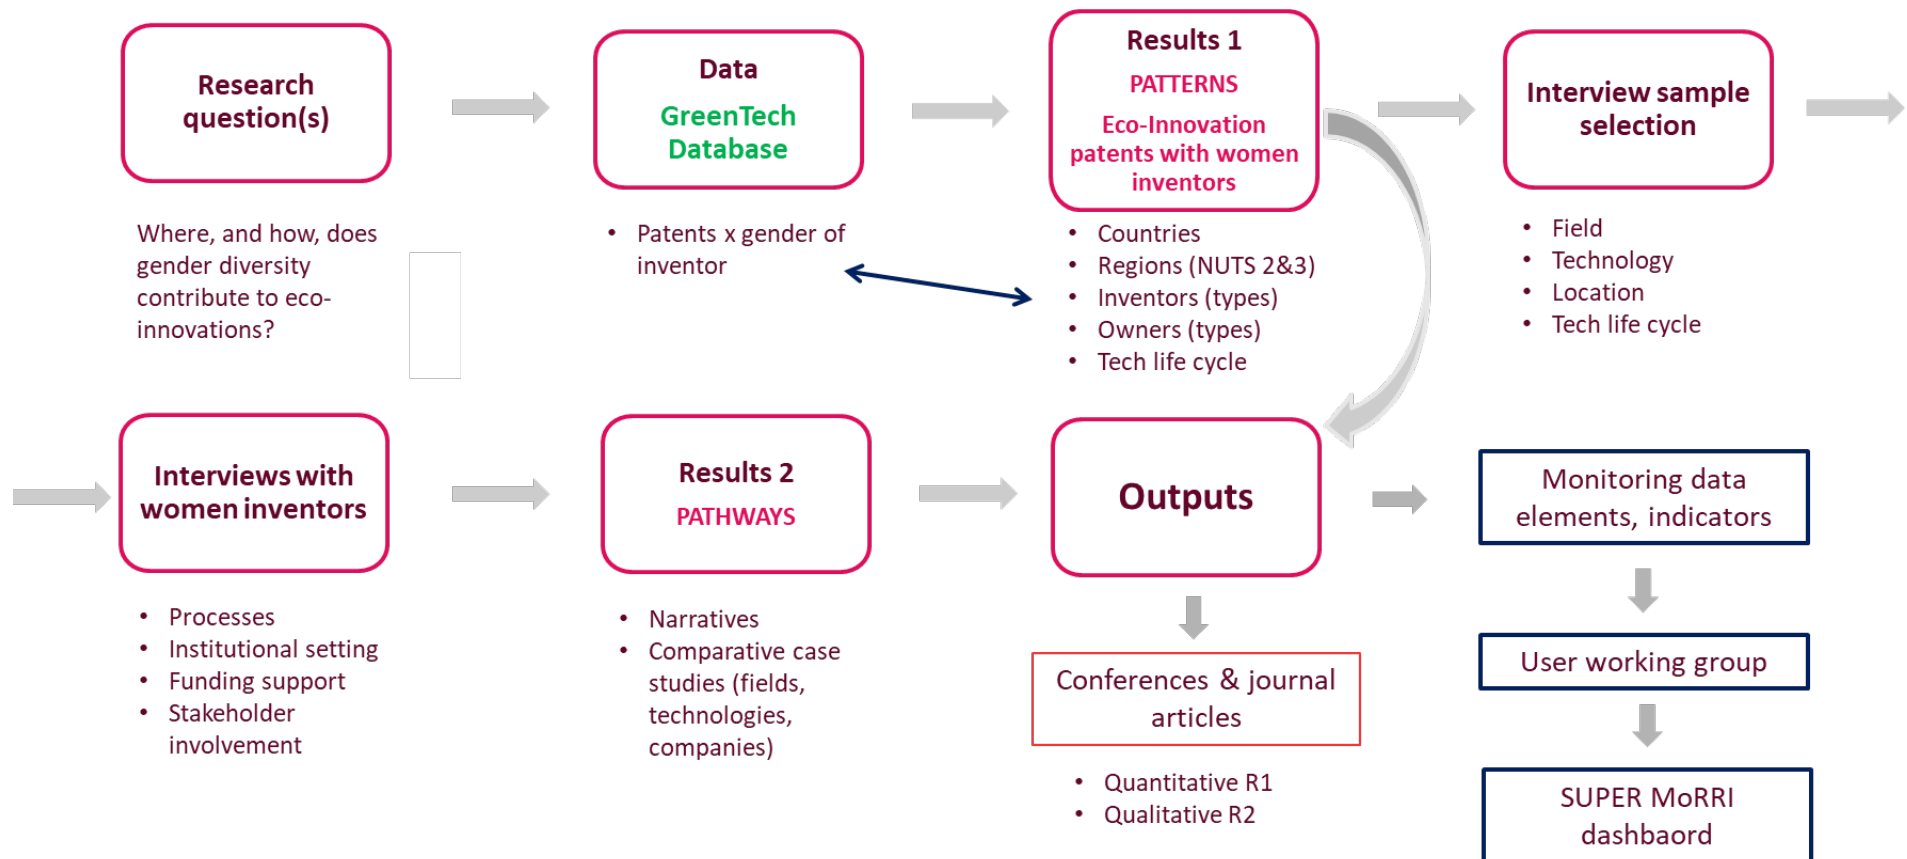 Research
question(s)
Where, and how, does
gender diversity
contribute to eco-
innovations?
Data
GreenTech
Database
• Patents x gender of
inventor
Results 1
PATTERNS
Eco-Innovation
patents with women
inventors
• Countries
• Regions (NUTS 2&3)
• Inventors (types)
• Owners (types)
• Tech life cycle
Interview sample
selection
• Field
• Technology
• Location
• Tech life cycle
Interviews with
women inventors
• Processes
• Institutional setting
• Funding support
• Stakeholder
involvement
Results 2
PATHWAYS
• Narratives
• Comparative case
studies (fields,
technologies,
companies)
Outputs
Conferences & journal
articles
• Quantitative R1
• Qualitative R2
Monitoring data
elements, indicators
User working group
SUPER MoRRI
dashbaord